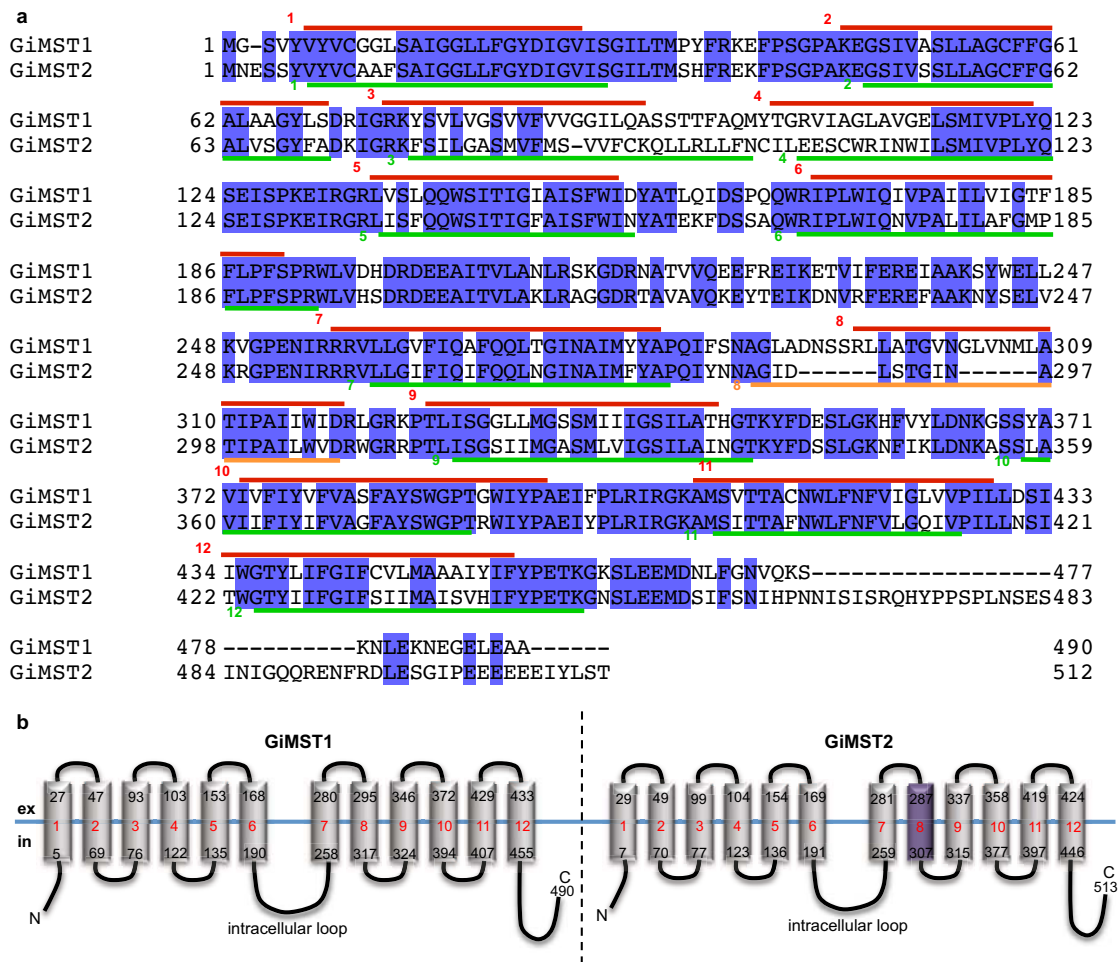 a
1 2
GiMST1 1 MG-SVYVYVCGGLSAIGGLLFGYDIGVISGILTMPYFRKEFPSGPAKEGSIVASLLAGCFFG 61
GiMST2 1 MNESSYVYVCAAFSAIGGLLFGYDIGVISGILTMSHFREKFPSGPAKEGSIVSSLLAGCFFG 62
1 2
3 4
GiMST1 62 ALAAGYLSDRIGRKYSVLVGSVVFVVGGILQASSTTFAQMYTGRVIAGLAVGELSMIVPLYQ 123
GiMST2 63 ALVSGYFADKIGRKFSILGASMVFMS-VVFCKQLLRLLFNCILEESCWRINWILSMIVPLYQ 123
3 4
5 6
GiMST1 124 SEISPKEIRGRLVSLQQWSITIGIAISFWIDYATLQIDSPQQWRIPLWIQIVPAIILVIGTF 185
GiMST2 124 SEISPKEIRGRLISFQQWSITIGFAISFWINYATEKFDSSAQWRIPLWIQNVPALILAFGMP 185
5 6
GiMST1 186 FLPFSPRWLVDHDRDEEAITVLANLRSKGDRNATVVQEEFREIKETVIFEREIAAKSYWELL 247
GiMST2 186 FLPFSPRWLVHSDRDEEAITVLAKLRAGGDRTAVAVQKEYTEIKDNVRFEREFAAKNYSELV 247
7 8
GiMST1 248 KVGPENIRRRVLLGVFIQAFQQLTGINAIMYYAPQIFSNAGLADNSSRLLATGVNGLVNMLA 309
GiMST2 248 KRGPENIRRRVLLGIFIQIFQQLNGINAIMFYAPQIYNNAGID------LSTGIN------A 297
7 8
9
GiMST1 310 TIPAIIWIDRLGRKPTLISGGLLMGSSMIIIGSILATHGTKYFDESLGKHFVYLDNKGSSYA 371
GiMST2 298 TIPAILWVDRWGRRPTLISGSIIMGASMLVIGSILAINGTKYFDSSLGKNFIKLDNKASSLA 359
9 10
10 11
GiMST1 372 VIVFIYVFVASFAYSWGPTGWIYPAEIFPLRIRGKAMSVTTACNWLFNFVIGLVVPILLDSI 433
GiMST2 360 VIIFIYIFVAGFAYSWGPTRWIYPAEIYPLRIRGKAMSITTAFNWLFNFVLGQIVPILLNSI 421
11
12
GiMST1 434 IWGTYLIFGIFCVLMAAAIYIFYPETKGKSLEEMDNLFGNVQKS------------------ 477
GiMST2 422 TWGTYIIFGIFSIIMAISVHIFYPETKGNSLEEMDSIFSNIHPNNISISRQHYPPSPLNSES 483
12
GiMST1 478 ----------KNLEKNEGELEAA------ 490
GiMST2 484 INIGQQRENFRDLESGIPEEEEEEIYLST 512
b
GiMST1 GiMST2
27 47 93 103 153 168 280 295 346 372 429 433 29 49 99 104 154 169 281 287 337 358 419 424
ex ex
1 2 3 4 5 6 7 8 9 10 11 12 1 2 3 4 5 6 7 8 9 10 11 12
in in
5 69 76 122 135 190 258 317 324 394 407 455 7 70 77 123 136 191 259 307 315 377 397 446
C C
490 513
N N
intracellular loop intracellular loop